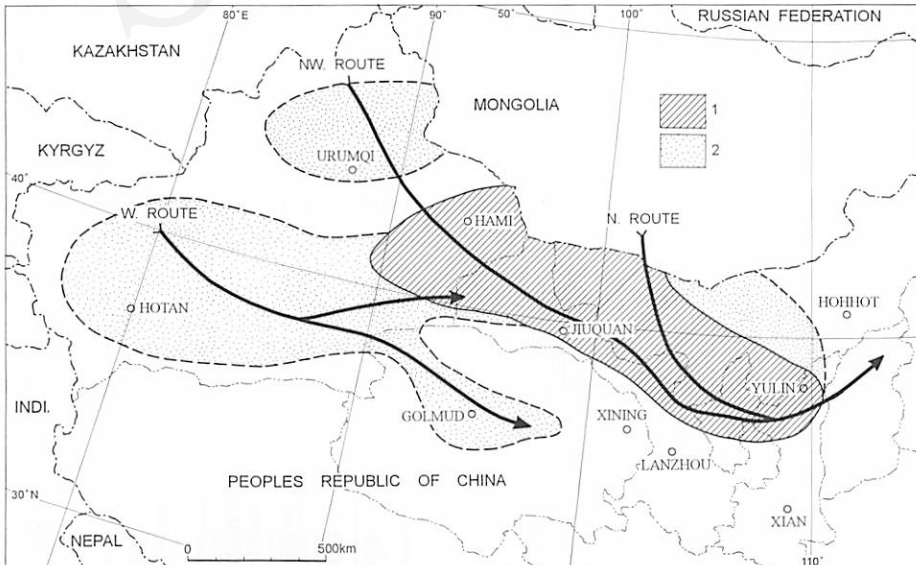 80°E
90°
50°
100°
RUSSIAN FEDERATION
KAZAKHSTAN
NW. ROUTE
MONGOLIA
1
2
KYRGYZ
URUMQI
40°
W. ROUTE
HAMI
N. ROUTE
HOTAN
HOHHOT
JIUQUAN
YULIN
INDI.
GOLMUD
XINING
LANZHOU
PEOPLES REPUBLIC OF CHINA
30°N
XIAN
NEPAL
0
500km
110°